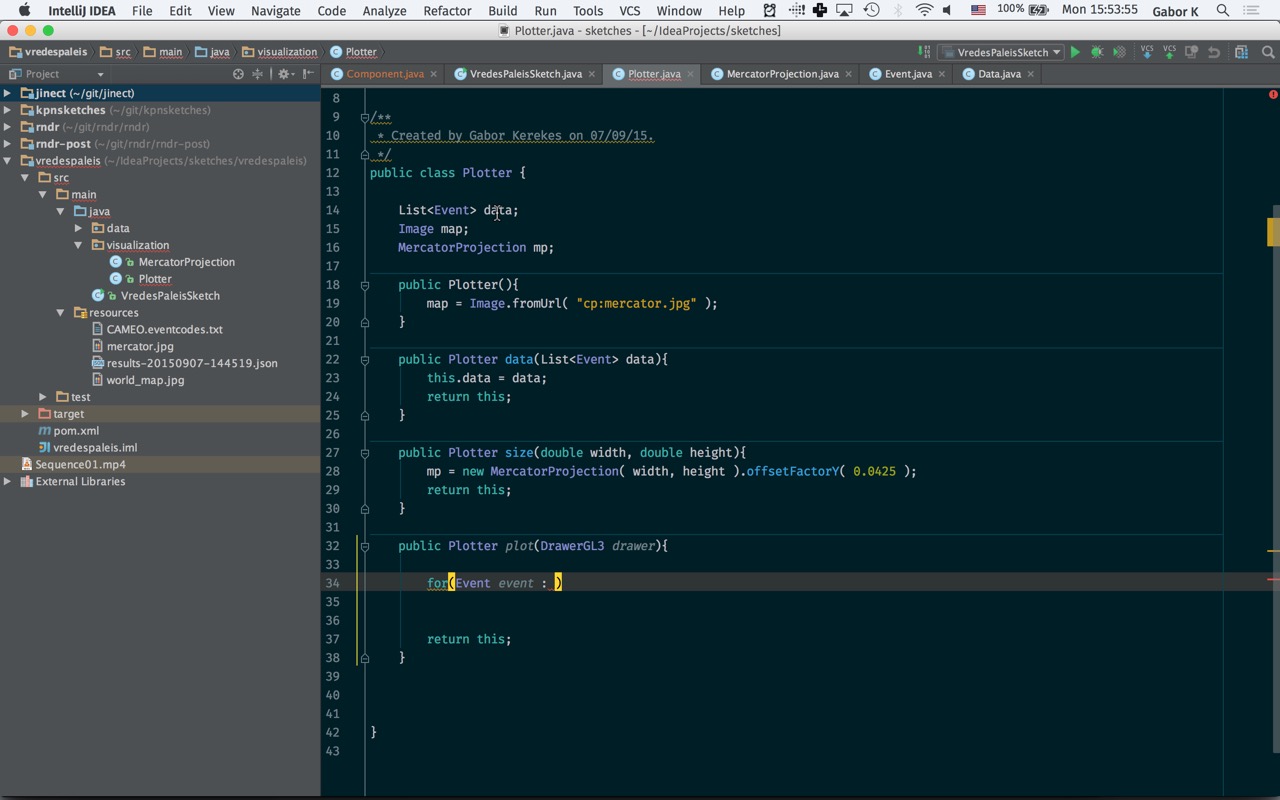 IntelliJ IDEA File Edit View Navigate Code Analyze Refactor Build Run Tools VCS Window Help 100% Mon 15:53:55 Gabor K
Plotter.java - sketches - [~/IdeaProjects/sketches]
vredespaleis src main java visualization Plotter VredesPaleisSketch VCS VCS
Project Component.java VredesPaleisSketch.java Plotter.java MercatorProjection.java Event.java Data.java
jinect (~/git/jinect)
kpnsketches (~/git/kpnsketches)
rndr (~/git/rndr/rndr)
rndr-post (~/git/rndr/rndr-post)
vredespaleis (~/IdeaProjects/sketches/vredespaleis)
src
main
java
data
visualization
MercatorProjection
Plotter
VredesPaleisSketch
resources
CAMEO.eventcodes.txt
mercator.jpg
results-20150907-144519.json
world_map.jpg
test
target
pom.xml
vredespaleis.iml
Sequence01.mp4
External Libraries
8
9 /**
10 * Created by Gabor Kerekes on 07/09/15.
11 */
12 public class Plotter {
13
14 List<Event> data;
15 Image map;
16 MercatorProjection mp;
17
18 public Plotter(){
19 map = Image.fromUrl( "cp:mercator.jpg" );
20 }
21
22 public Plotter data(List<Event> data){
23 this.data = data;
24 return this;
25 }
26
27 public Plotter size(double width, double height){
28 mp = new MercatorProjection( width, height ).offsetFactorY( 0.0425 );
29 return this;
30 }
31
32 public Plotter plot(DrawerGL3 drawer){
33
34 for(Event event : )
35
36
37 return this;
38 }
39
40
41
42 }
43